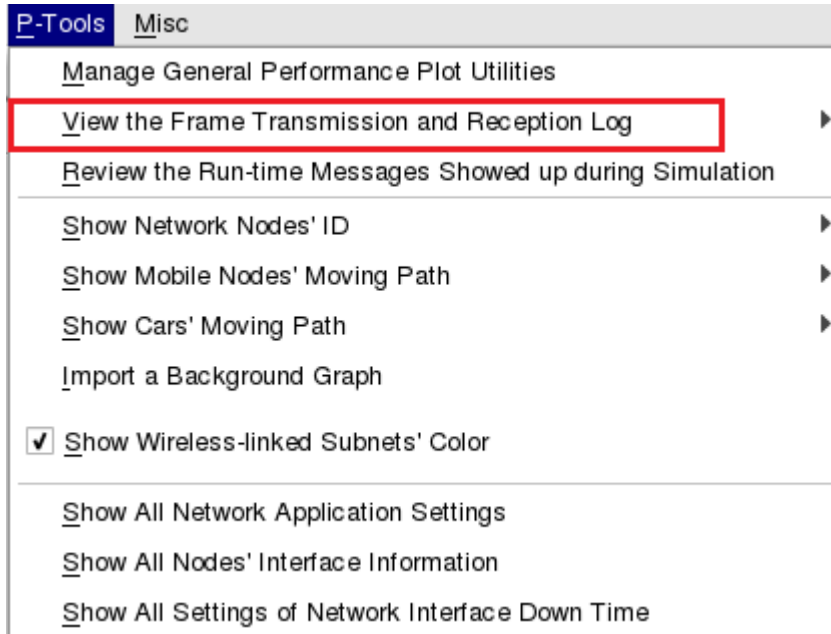 P-Tools Misc
Manage General Performance Plot Utilities
View the Frame Transmission and Reception Log
Review the Run-time Messages Showed up during Simulation
Show Network Nodes' ID
Show Mobile Nodes' Moving Path
Show Cars' Moving Path
Import a Background Graph
Show Wireless-linked Subnets' Color
Show All Network Application Settings
Show All Nodes' Interface Information
Show All Settings of Network Interface Down Time